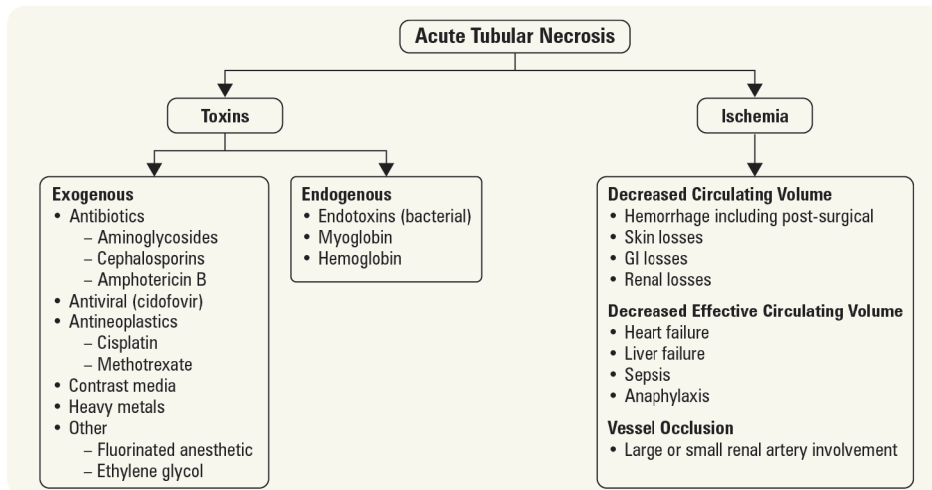 Acute Tubular Necrosis
Toxins
Ischemia
Exogenous
• Antibiotics
– Aminoglycosides
– Cephalosporins
– Amphotericin B
• Antiviral (cidofovir)
• Antineoplastics
– Cisplatin
– Methotrexate
• Contrast media
• Heavy metals
• Other
– Fluorinated anesthetic
– Ethylene glycol
Endogenous
• Endotoxins (bacterial)
• Myoglobin
• Hemoglobin
Decreased Circulating Volume
• Hemorrhage including post-surgical
• Skin losses
• GI losses
• Renal losses
Decreased Effective Circulating Volume
• Heart failure
• Liver failure
• Sepsis
• Anaphylaxis
Vessel Occlusion
• Large or small renal artery involvement